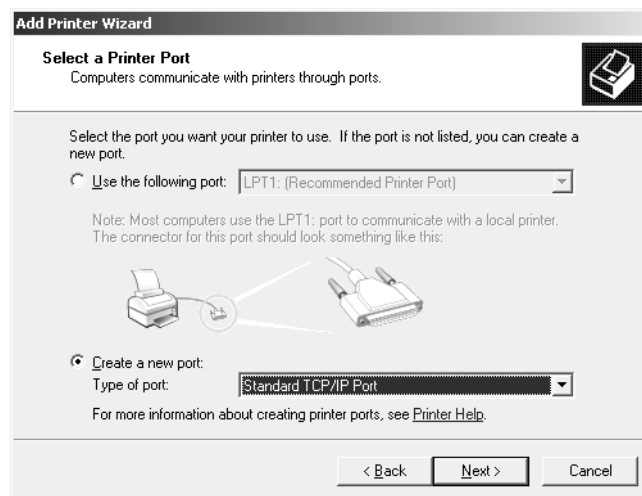 Add Printer Wizard
Select a Printer Port
Computers communicate with printers through ports.
Select the port you want your printer to use. If the port is not listed, you can create a
new port.
Use the following port: LPT1: (Recommended Printer Port)
Note: Most computers use the LPT1: port to communicate with a local printer.
The connector for this port should look something like this:
Create a new port:
Type of port: Standard TCP/IP Port
For more information about creating printer ports, see Printer Help.
< Back Next > Cancel